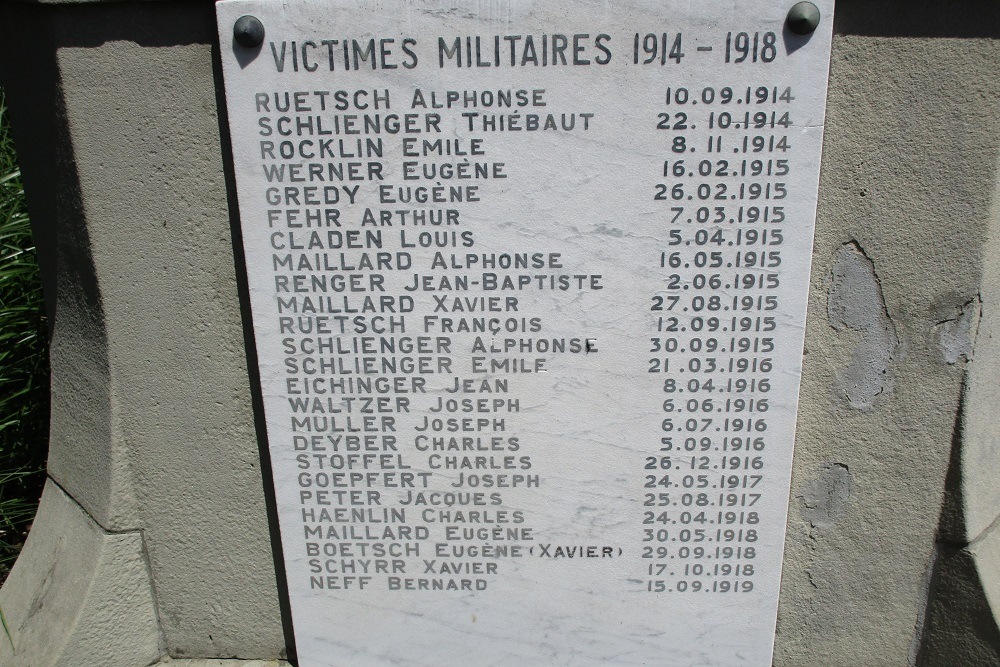 VICTIMES MILITAIRES 1914 - 1918
RUETSCH ALPHONSE 10.09.1914
SCHLIENGER THIÉBAUT 22.10.1914
ROCKLIN EMILE 8.11.1914
WERNER EUGÈNE 16.02.1915
GREDY EUGÈNE 26.02.1915
FEHR ARTHUR 7.03.1915
CLADEN LOUIS 5.04.1915
MAILLARD ALPHONSE 16.05.1915
RENGER JEAN-BAPTISTE 2.06.1915
MAILLARD XAVIER 27.08.1915
RUETSCH FRANÇOIS 12.09.1915
SCHLIENGER ALPHONSE 30.09.1915
SCHLIENGER EMILE 21.03.1916
EICHINGER JEAN 8.04.1916
WALTZER JOSEPH 6.06.1916
MULLER JOSEPH 6.07.1916
DEYBER CHARLES 5.09.1916
STOFFEL CHARLES 26.12.1916
GOEPFERT JOSEPH 24.05.1917
PETER JACQUES 25.08.1917
HAENLIN CHARLES 24.04.1918
MAILLARD EUGÈNE 30.05.1918
BOETSCH EUGÈNE (XAVIER) 29.09.1918
SCHYRR XAVIER 17.10.1918
NEFF BERNARD 15.09.1919